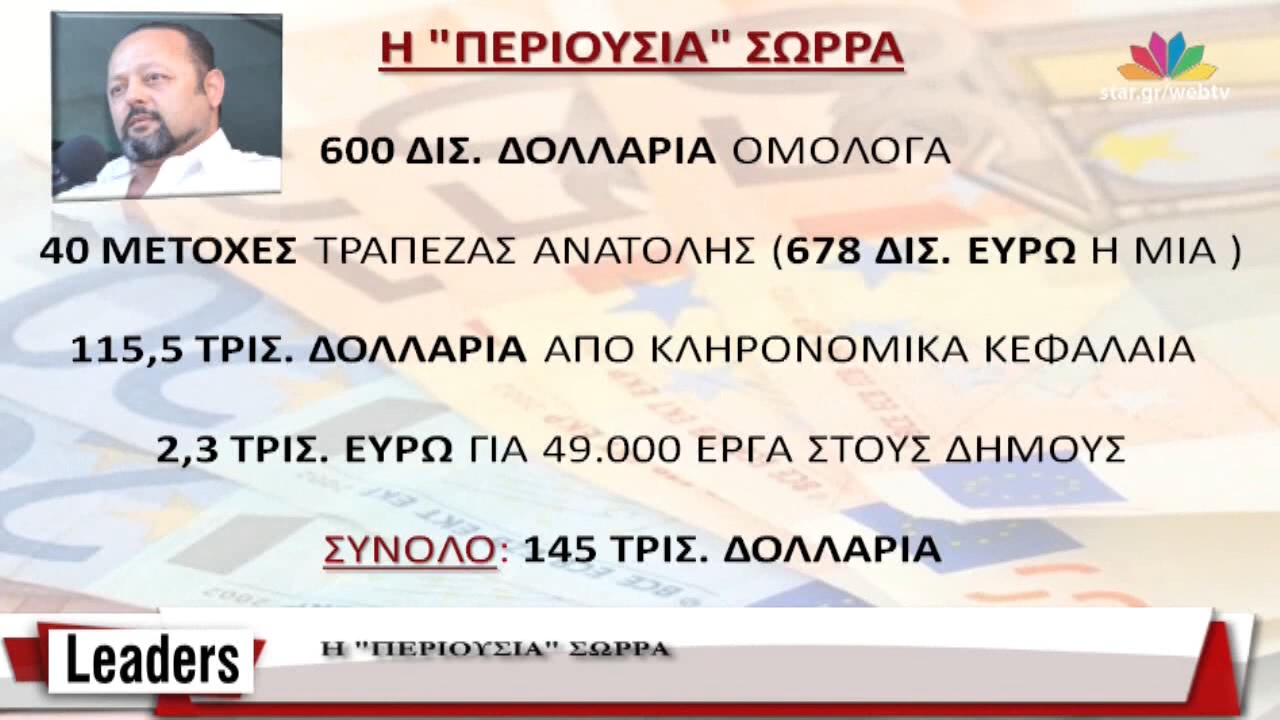 Η "ΠΕΡΙΟΥΣΙΑ" ΣΩΡΡΑ
star.gr/webtv
600 ΔΙΣ. ΔΟΛΛΑΡΙΑ ΟΜΟΛΟΓΑ
40 ΜΕΤΟΧΕΣ ΤΡΑΠΕΖΑΣ ΑΝΑΤΟΛΗΣ (678 ΔΙΣ. ΕΥΡΩ Η ΜΙΑ )
115,5 ΤΡΙΣ. ΔΟΛΛΑΡΙΑ ΑΠΟ ΚΛΗΡΟΝΟΜΙΚΑ ΚΕΦΑΛΑΙΑ
2,3 ΤΡΙΣ. ΕΥΡΩ ΓΙΑ 49.000 ΕΡΓΑ ΣΤΟΥΣ ΔΗΜΟΥΣ
ΣΥΝΟΛΟ: 145 ΤΡΙΣ. ΔΟΛΛΑΡΙΑ
Leaders
Η "ΠΕΡΙΟΥΣΙΑ" ΣΩΡΡΑ